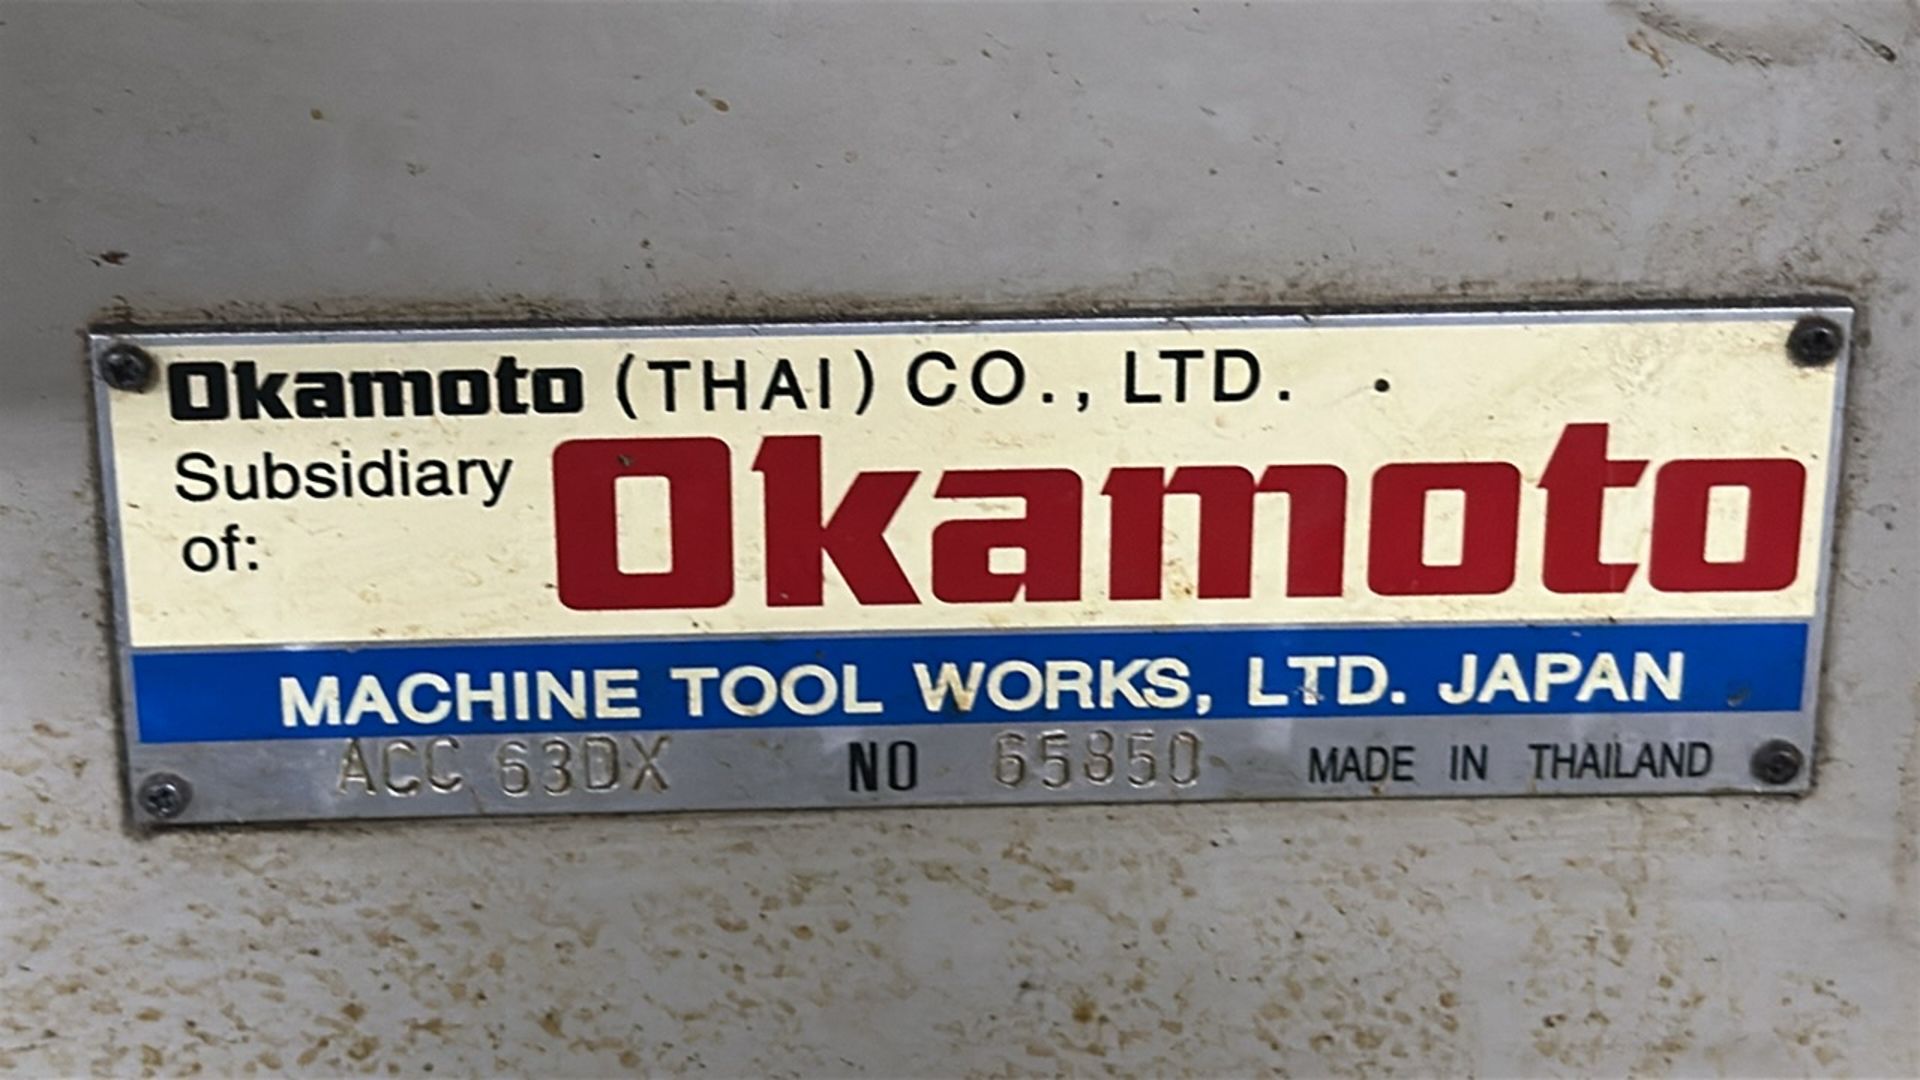 Okamoto (THAI) CO., LTD.
Subsidiary of: Okamoto
MACHINE TOOL WORKS, LTD. JAPAN
ACC 63DX NO 65850 MADE IN THAILAND